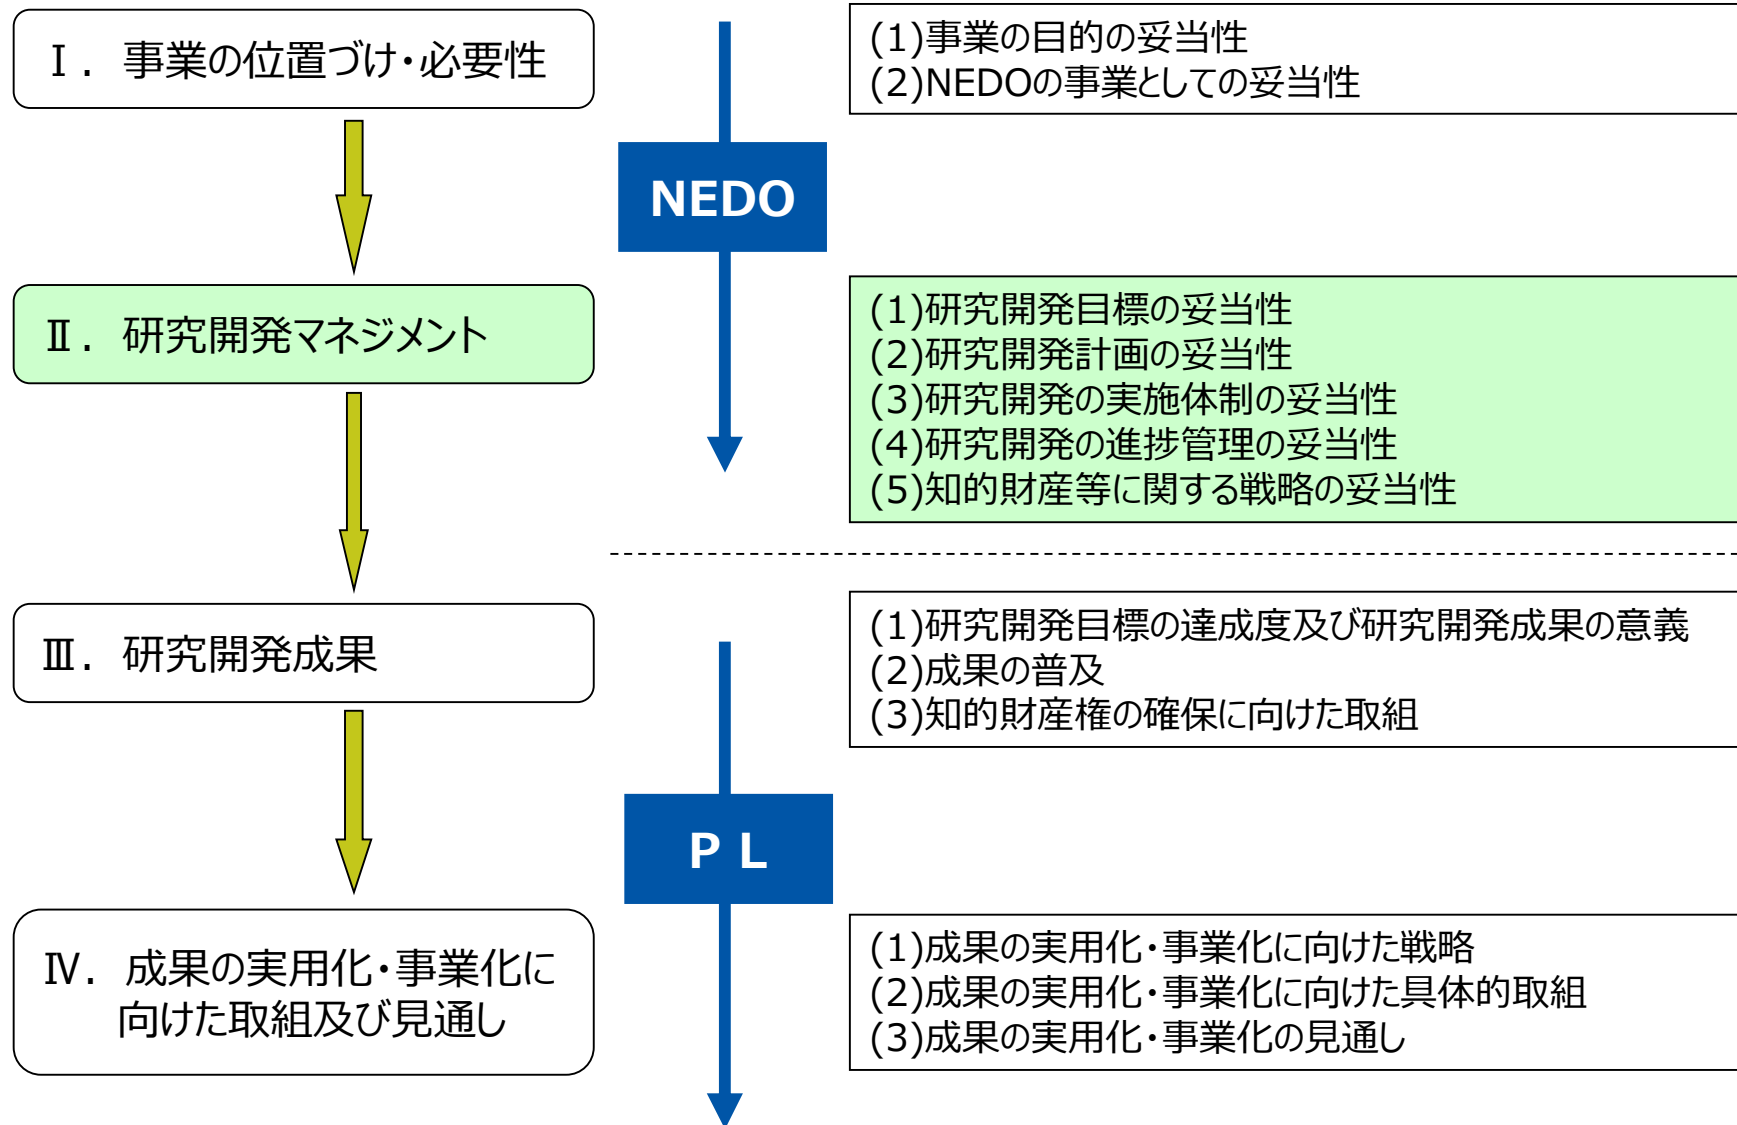 Ⅰ. 事業の位置づけ・必要性
(1)事業の目的の妥当性
(2)NEDOの事業としての妥当性
NEDO
Ⅱ. 研究開発マネジメント
(1)研究開発目標の妥当性
(2)研究開発計画の妥当性
(3)研究開発の実施体制の妥当性
(4)研究開発の進捗管理の妥当性
(5)知的財産等に関する戦略の妥当性
Ⅲ. 研究開発成果
(1)研究開発目標の達成度及び研究開発成果の意義
(2)成果の普及
(3)知的財産権の確保に向けた取組
P L
Ⅳ. 成果の実用化・事業化に
向けた取組及び見通し
(1)成果の実用化・事業化に向けた戦略
(2)成果の実用化・事業化に向けた具体的取組
(3)成果の実用化・事業化の見通し